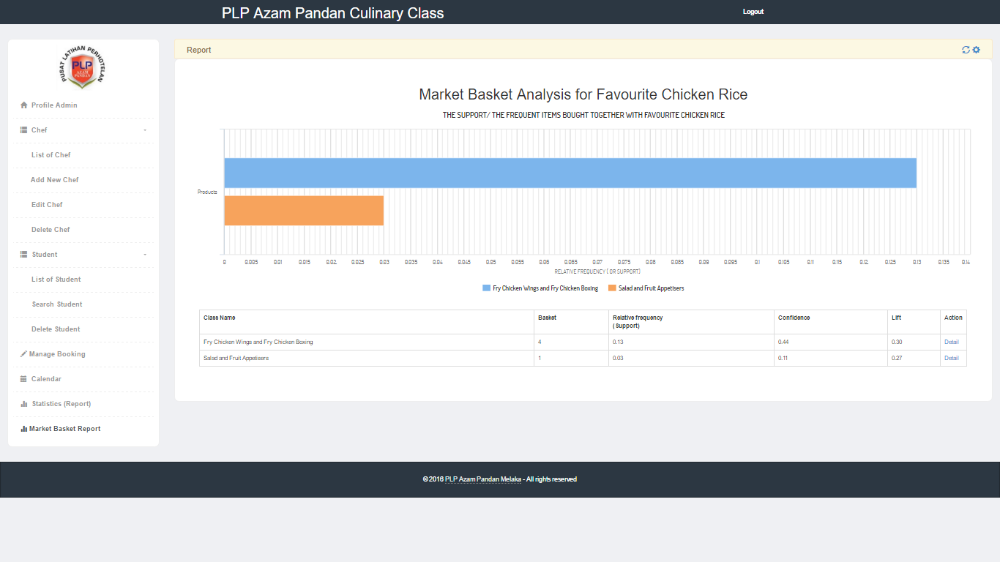 PLP Azam Pandan Culinary Class
Logout
PUSAT LATIHAN PERHOTELAN
PLP
AZAM
PANDAN
Profile Admin
Chef
List of Chef
Add New Chef
Edit Chef
Delete Chef
Student
List of Student
Search Student
Delete Student
Manage Booking
Calendar
Statistics (Report)
Market Basket Report
Report
Market Basket Analysis for Favourite Chicken Rice
THE SUPPORT/ THE FREQUENT ITEMS BOUGHT TOGETHER WITH FAVOURITE CHICKEN RICE
Products
0 0.005 0.01 0.015 0.02 0.025 0.03 0.035 0.04 0.045 0.05 0.055 0.06 0.065 0.07 0.075 0.08 0.085 0.09 0.095 0.1 0.105 0.11 0.115 0.12 0.125 0.13 0.135 0.14
RELATIVE FREQUENCY ( OR SUPPORT)
Fry Chicken Wings and Fry Chicken Boxing Salad and Fruit Appetisers
Class Name Basket Relative frequency Confidence Lift Action
( Support)
Fry Chicken Wings and Fry Chicken Boxing 4 0.13 0.44 0.30 Detail
Salad and Fruit Appetisers 1 0.03 0.11 0.27 Detail
© 2016 PLP Azam Pandan Melaka - All rights reserved